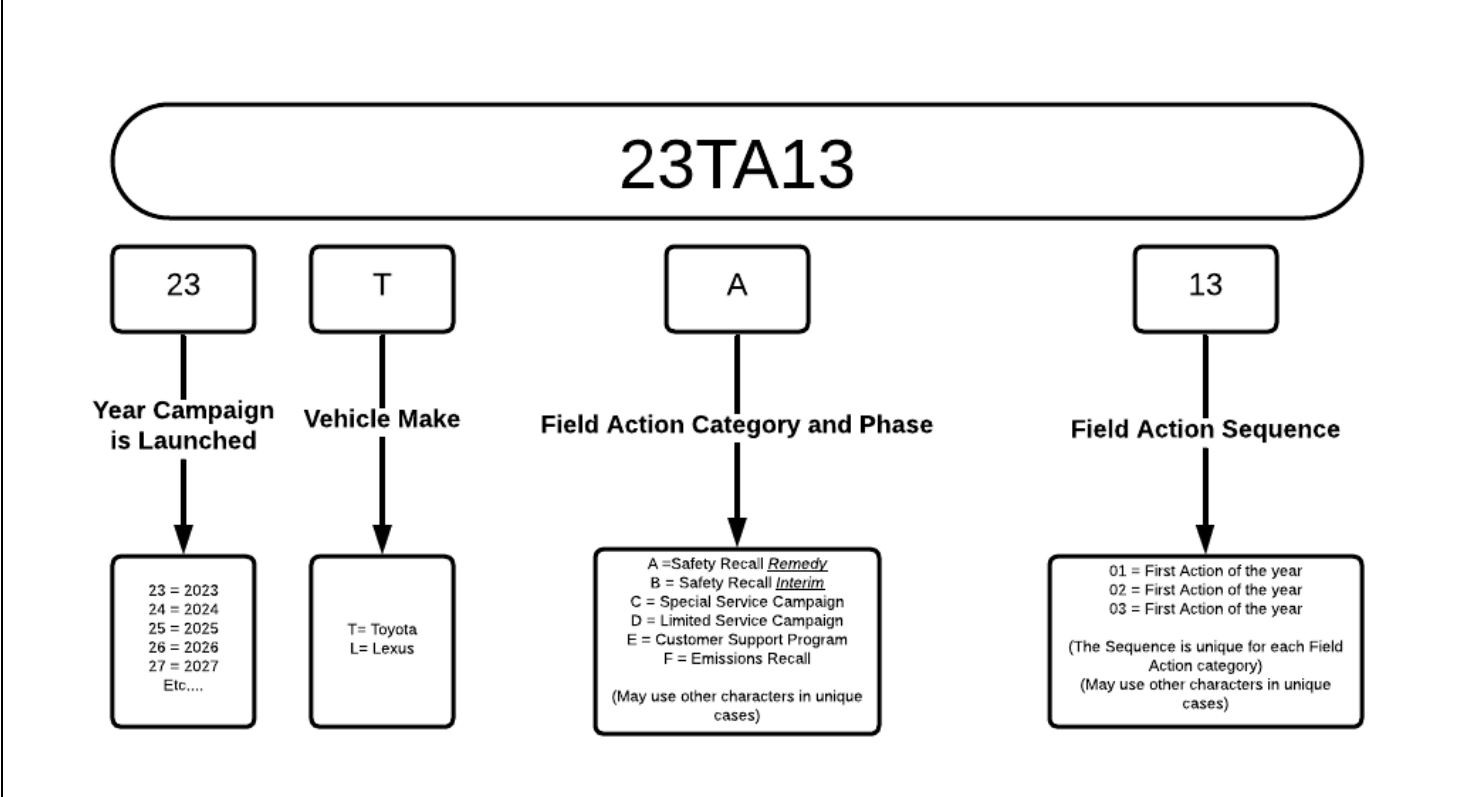 23TA13
23
T
A
13
Year Campaign
is Launched
Vehicle Make
Field Action Category and Phase
Field Action Sequence
23 = 2023
24 = 2024
25 = 2025
26 = 2026
27 = 2027
Etc....
T= Toyota
L= Lexus
A =Safety Recall Remedy
B = Safety Recall Interim
C = Special Service Campaign
D = Limited Service Campaign
E = Customer Support Program
F = Emissions Recall
(May use other characters in unique
cases)
01 = First Action of the year
02 = First Action of the year
03 = First Action of the year
(The Sequence is unique for each Field
Action category)
(May use other characters in unique
cases)